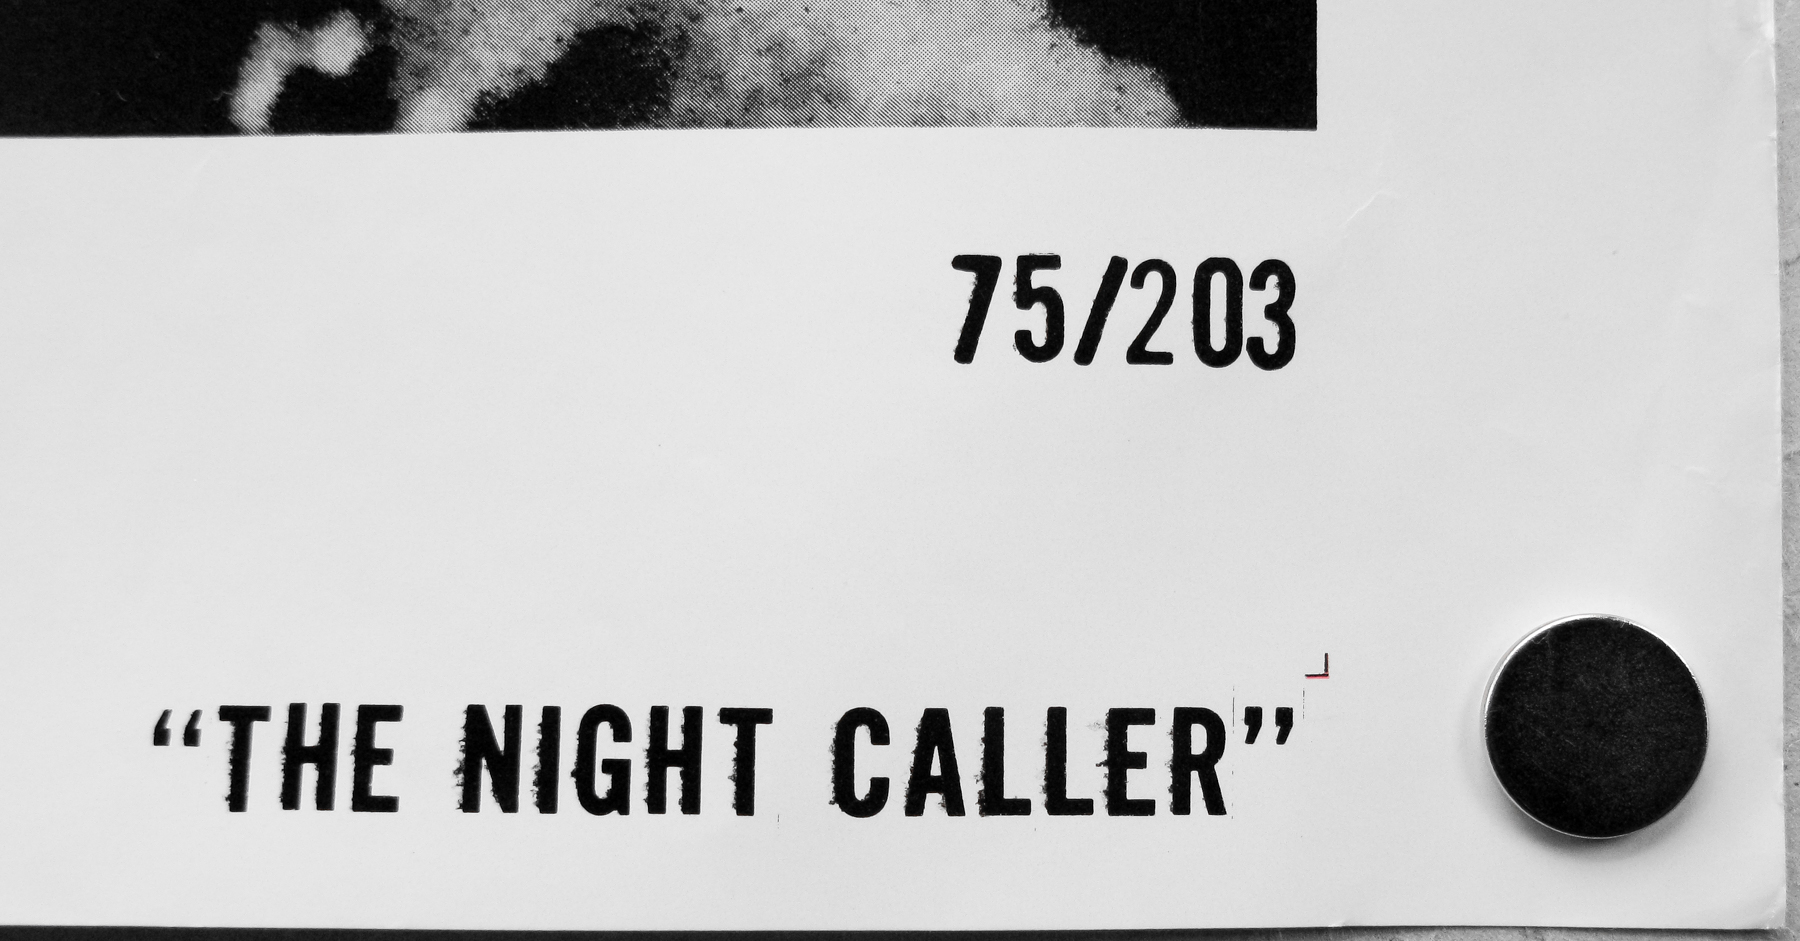 75/203
“THE NIGHT CALLER”